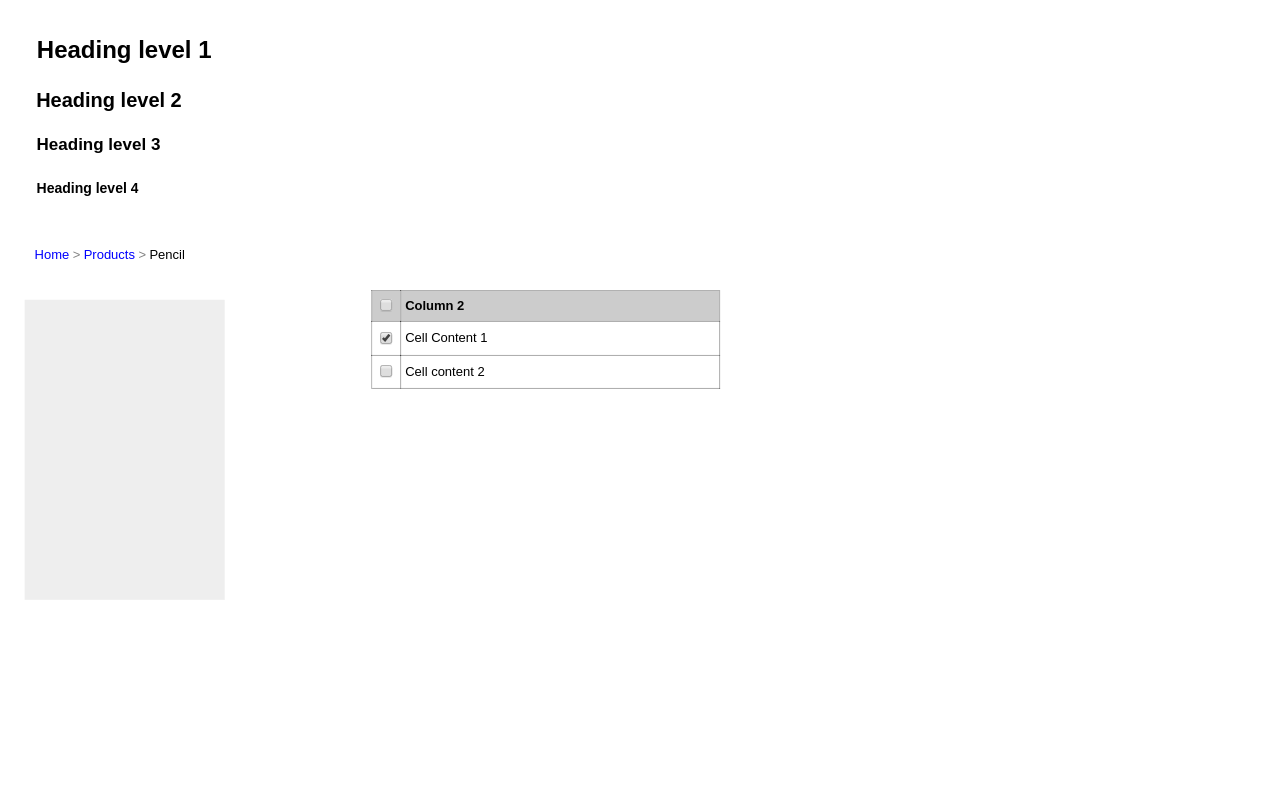 Heading level 1
Heading level 2
Heading level 3
Heading level 4
Home > Products > Pencil
Column 2
Cell Content 1
Cell content 2